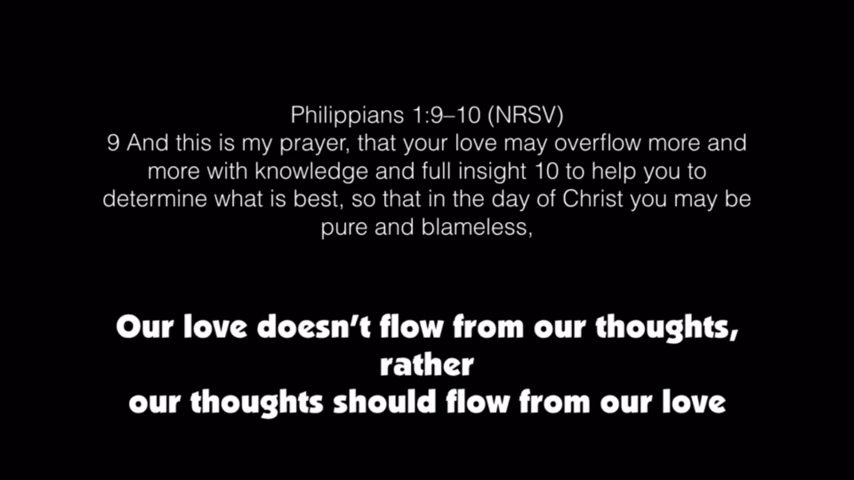 Philippians 1:9–10 (NRSV)
9 And this is my prayer, that your love may overflow more and
more with knowledge and full insight 10 to help you to
determine what is best, so that in the day of Christ you may be
pure and blameless,
Our love doesn't flow from our thoughts,
rather
our thoughts should flow from our love